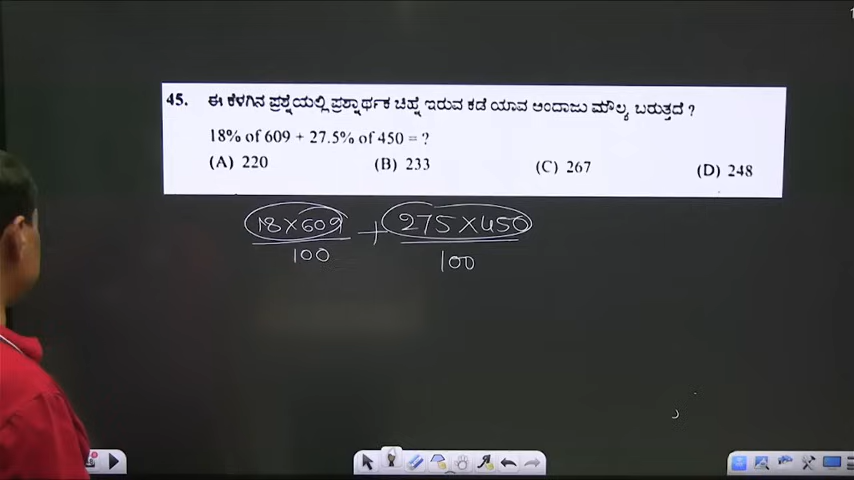 45. ಈ ಕೆಳಗಿನ ಪ್ರಶ್ನೆಯಲ್ಲಿ ಪ್ರಶ್ನಾರ್ಥಕ ಚಿಹ್ನೆ ಇರುವ ಕಡೆ ಯಾವ ಅಂದಾಜು ಮೌಲ್ಯ ಬರುತ್ತದೆ ?
18% of 609 + 27.5% of 450 = ?
(A) 220 (B) 233 (C) 267 (D) 248
18×609 + 275×450
100 100